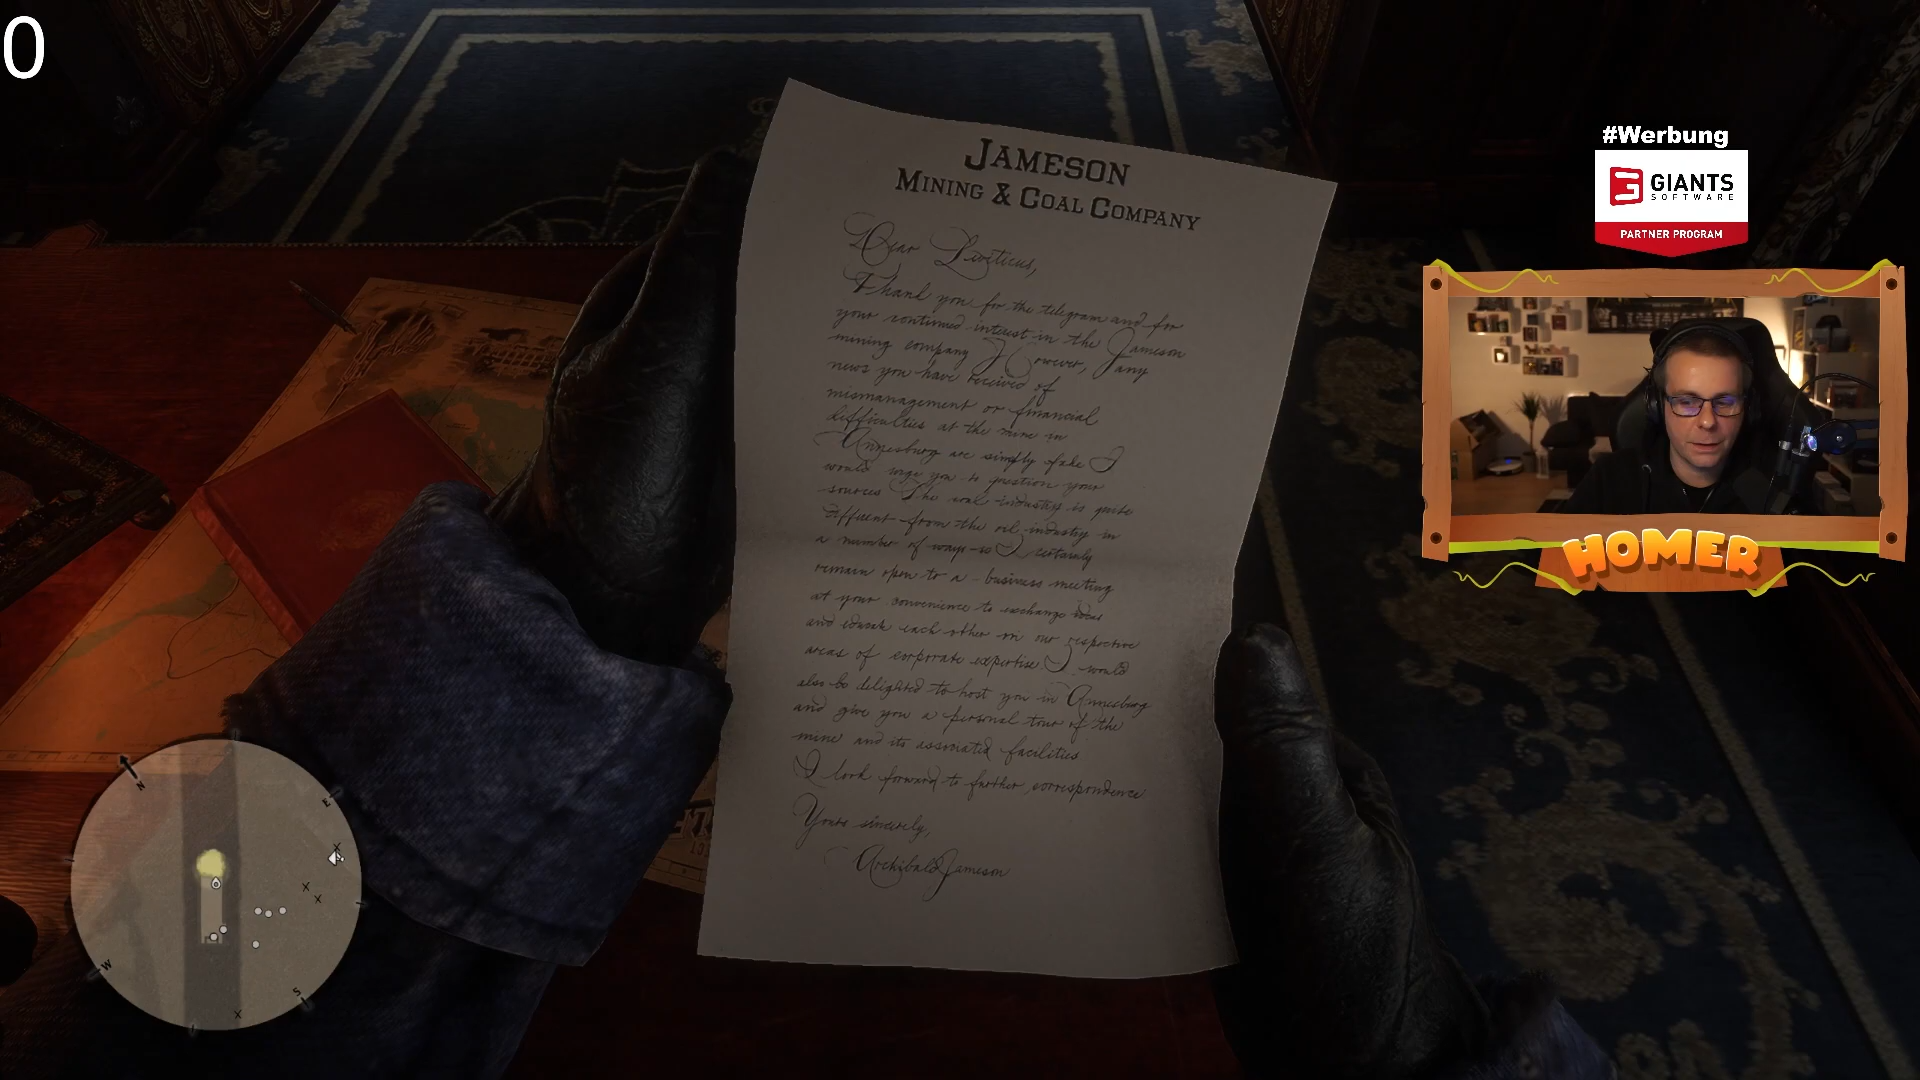 0
#Werbung
GIANTS
SOFTWARE
PARTNER PROGRAM
HOMER
JAMESON
MINING & COAL COMPANY
Dear Leviticus,
Thank you for the telegram and for
your continued interest in the Jameson
mining company However, any
news you have received of
mismanagement or financial
difficulties at the mine in
Annesburg are simply fake I
would urge you to question your
sources The coal industry is quite
different from the oil industry in
a number of ways so I certainly
remain open to a business meeting
at your convenience to exchange ideas
and educate each other in our respective
areas of corporate expertise I would
also be delighted to host you in Annesburg
and give you a personal tour of the
mine and its associated facilities
I look forward to further correspondence
Yours sincerely,
Archibald Jameson
N
E
W
S